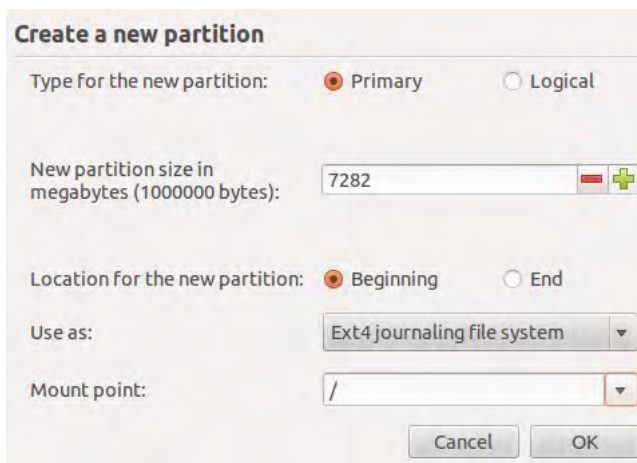 Create a new partition
Type for the new partition: Primary Logical
New partition size in
megabytes (1000000 bytes): 7282
Location for the new partition: Beginning End
Use as: Ext4 journaling file system
Mount point: /
Cancel OK